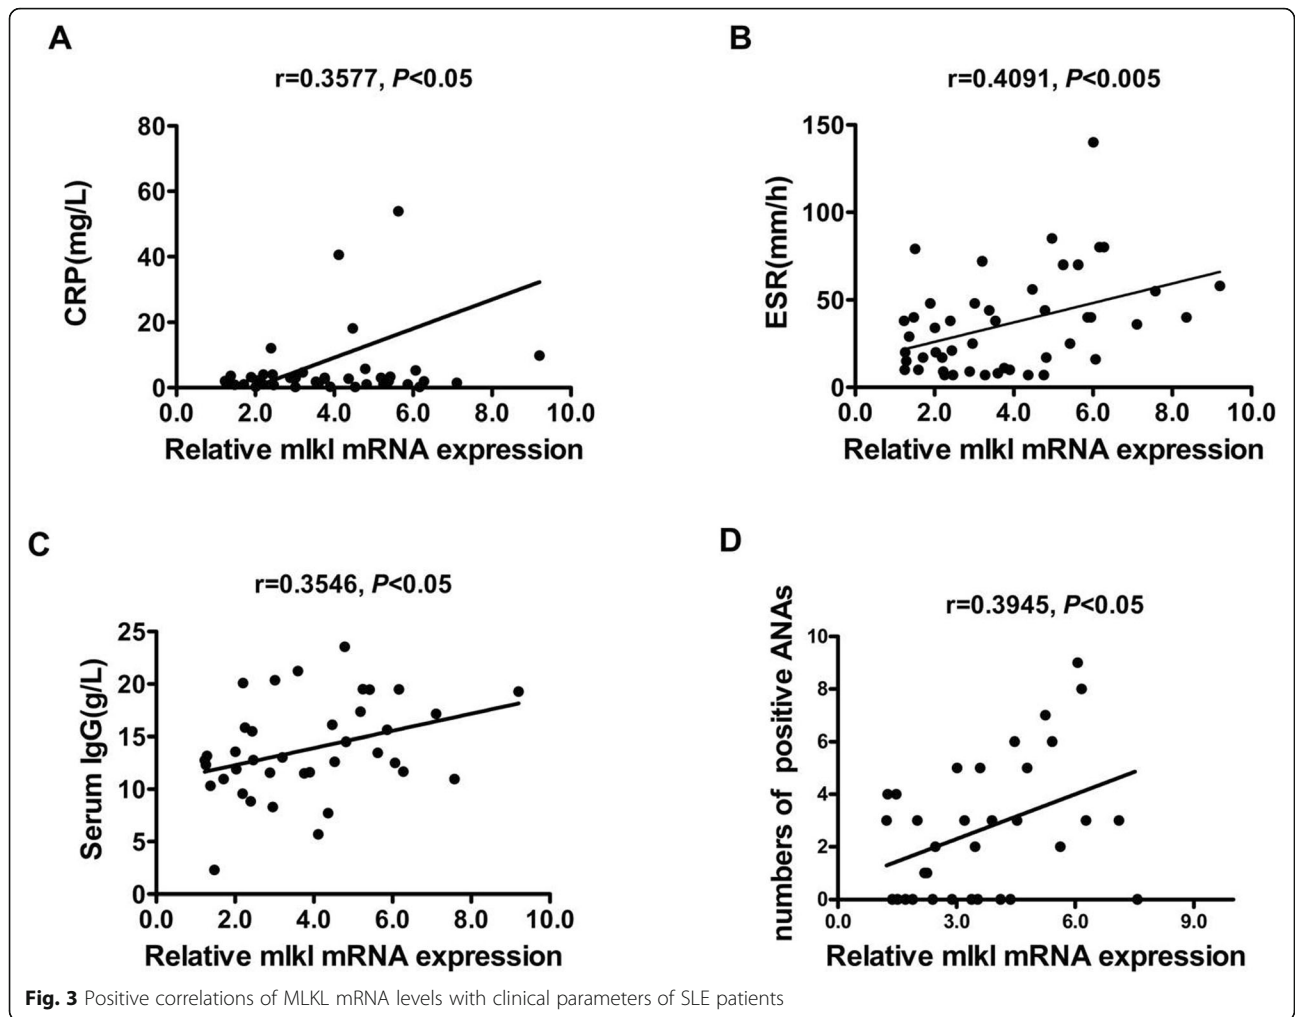 A
r=0.3577, P<0.05
80
60
40
20
0
CRP(mg/L)
0.0 2.0 4.0 6.0 8.0 10.0
Relative mlkl mRNA expression
B
r=0.4091, P<0.005
150
100
50
0
ESR(mm/h)
0.0 2.0 4.0 6.0 8.0 10.0
Relative mlkl mRNA expression
C
r=0.3546, P<0.05
25
20
15
10
5
0
Serum IgG(g/L)
0.0 2.0 4.0 6.0 8.0 10.0
Relative mlkl mRNA expression
D
r=0.3945, P<0.05
10
8
6
4
2
0
numbers of positive ANAs
0.0 3.0 6.0 9.0
Relative mlkl mRNA expression
Fig. 3 Positive correlations of MLKL mRNA levels with clinical parameters of SLE patients